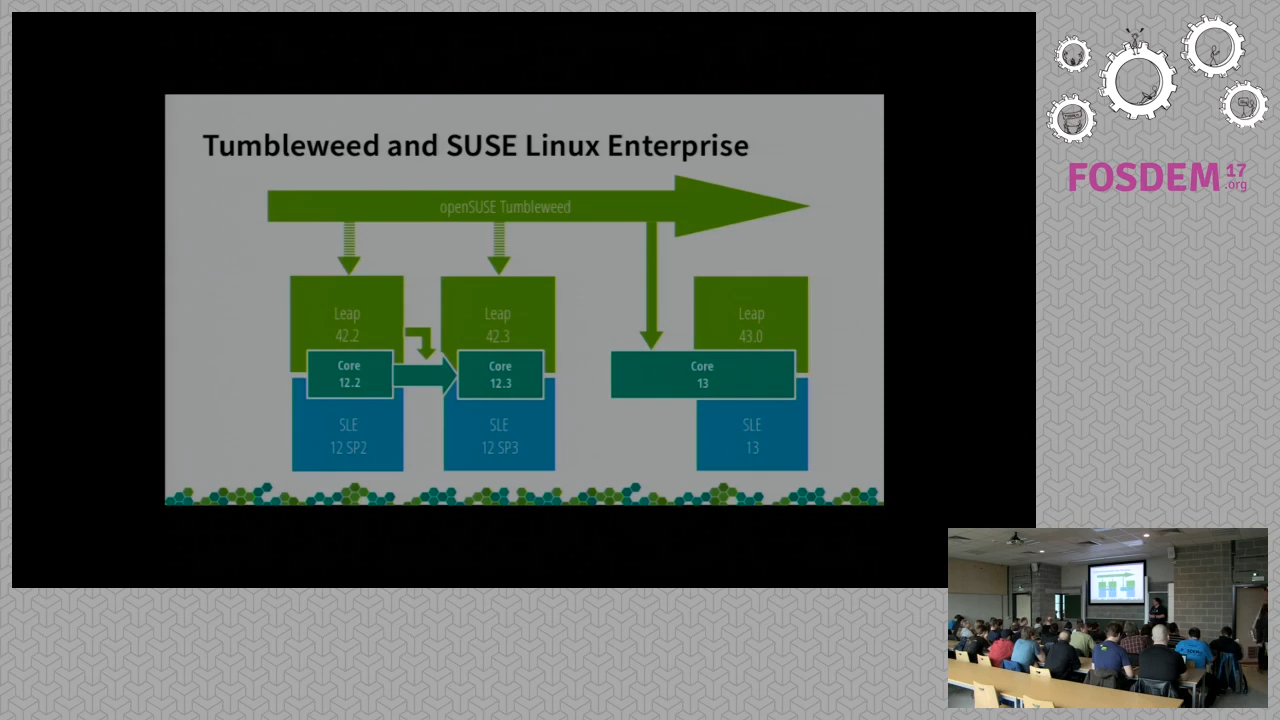 Tumbleweed and SUSE Linux Enterprise
openSUSE Tumbleweed
Leap
42.2
Core
12.2
SLE
12 SP2
Leap
42.3
Core
12.3
SLE
12 SP3
Leap
43.0
Core
13
SLE
13
FOSDEM 17
.org